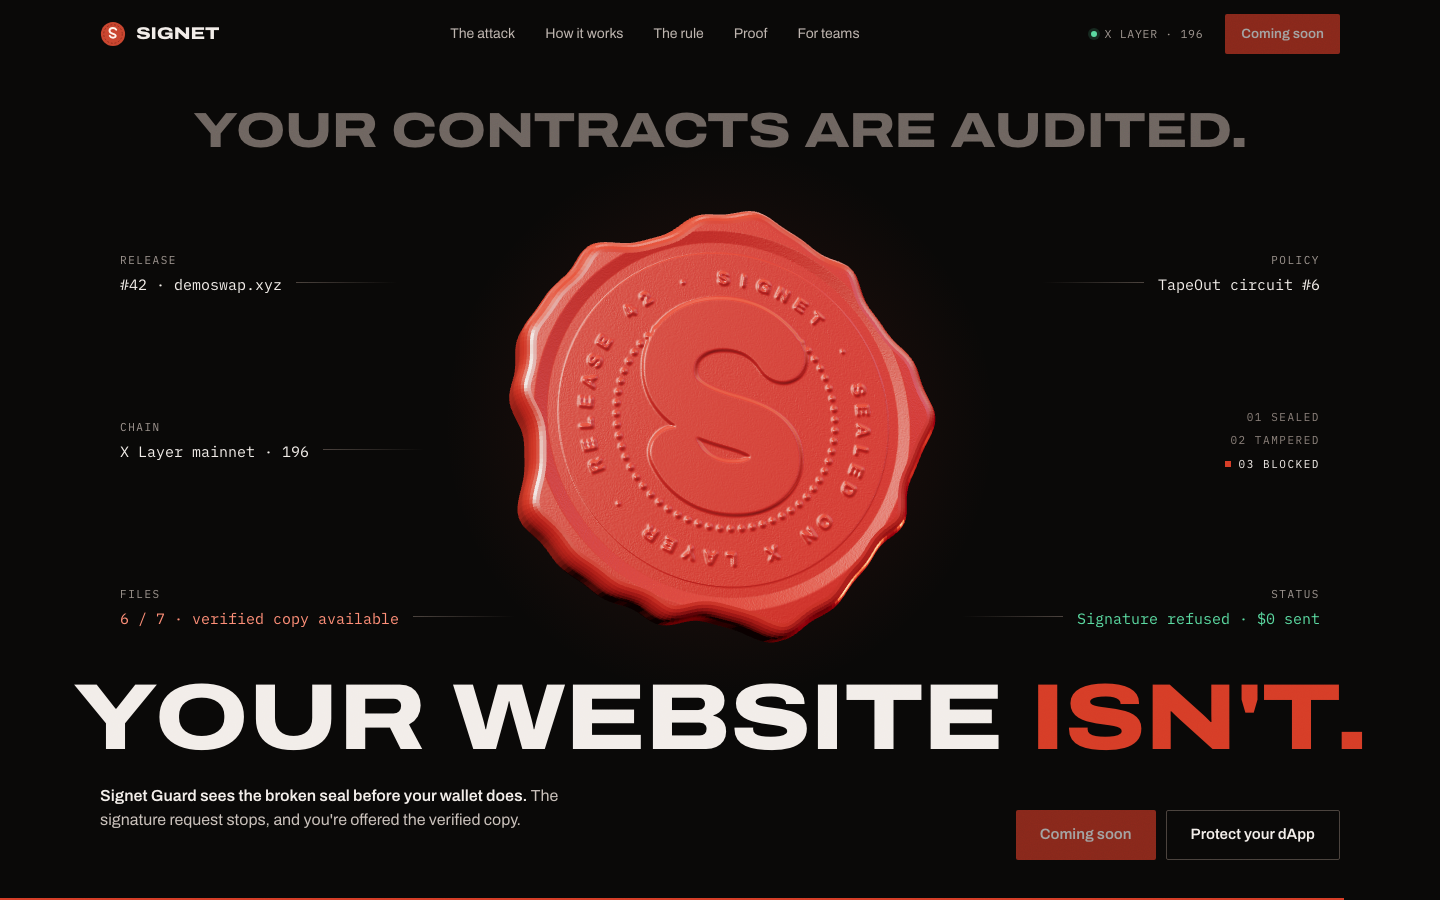 S SIGNET
The attack
How it works
The rule
Proof
For teams
X LAYER · 196
Coming soon
YOUR CONTRACTS ARE AUDITED.
RELEASE
#42 · demoswap.xyz
POLICY
TapeOut circuit #6
RELEASE 42 · SIGNET · SEALED ON X LAYER ·
S
CHAIN
X Layer mainnet · 196
01 SEALED
02 TAMPERED
03 BLOCKED
FILES
6 / 7 · verified copy available
STATUS
Signature refused · $0 sent
YOUR WEBSITE ISN'T.
Signet Guard sees the broken seal before your wallet does. The
signature request stops, and you're offered the verified copy.
Coming soon
Protect your dApp